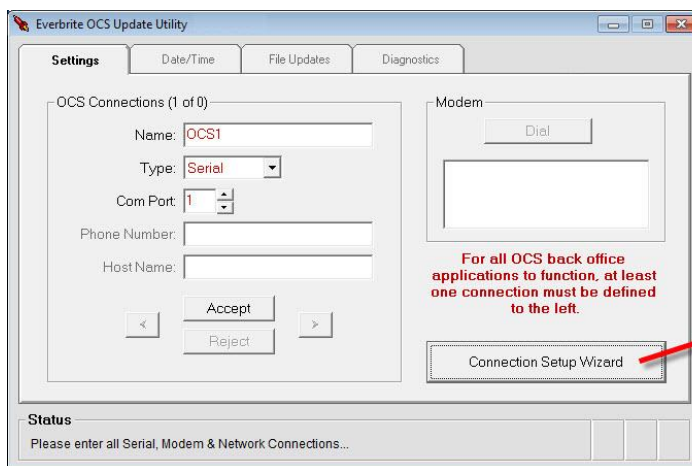 Everbrite OCS Update Utility
Settings
Date/Time
File Updates
Diagnostics
OCS Connections (1 of 0)
Name: OCS1
Type: Serial
Com Port: 1
Phone Number:
Host Name:
Accept
Reject
<
>
Modem
Dial
For all OCS back office
applications to function, at least
one connection must be defined
to the left.
Connection Setup Wizard
Status
Please enter all Serial, Modem & Network Connections...